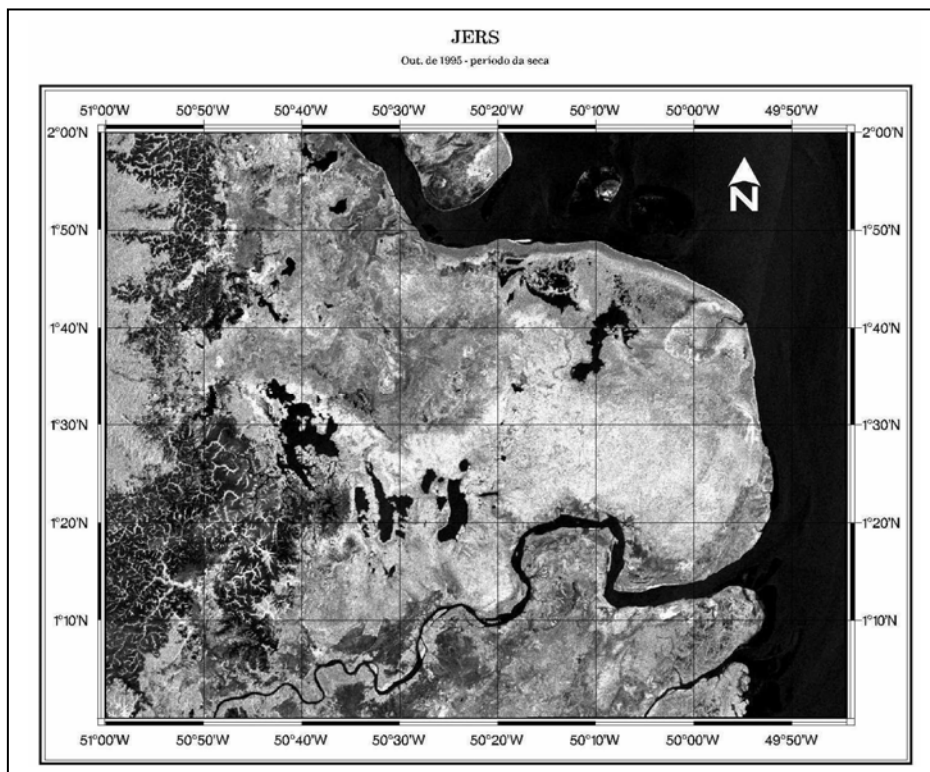 JERS
Out. de 1995 - período da seca
51°00'W 50°50'W 50°40'W 50°30'W 50°20'W 50°10'W 50°00'W 49°50'W
2°00'N 2°00'N
N
1°50'N 1°50'N
1°40'N 1°40'N
1°30'N 1°30'N
1°20'N 1°20'N
1°10'N 1°10'N
51°00'W 50°50'W 50°40'W 50°30'W 50°20'W 50°10'W 50°00'W 49°50'W